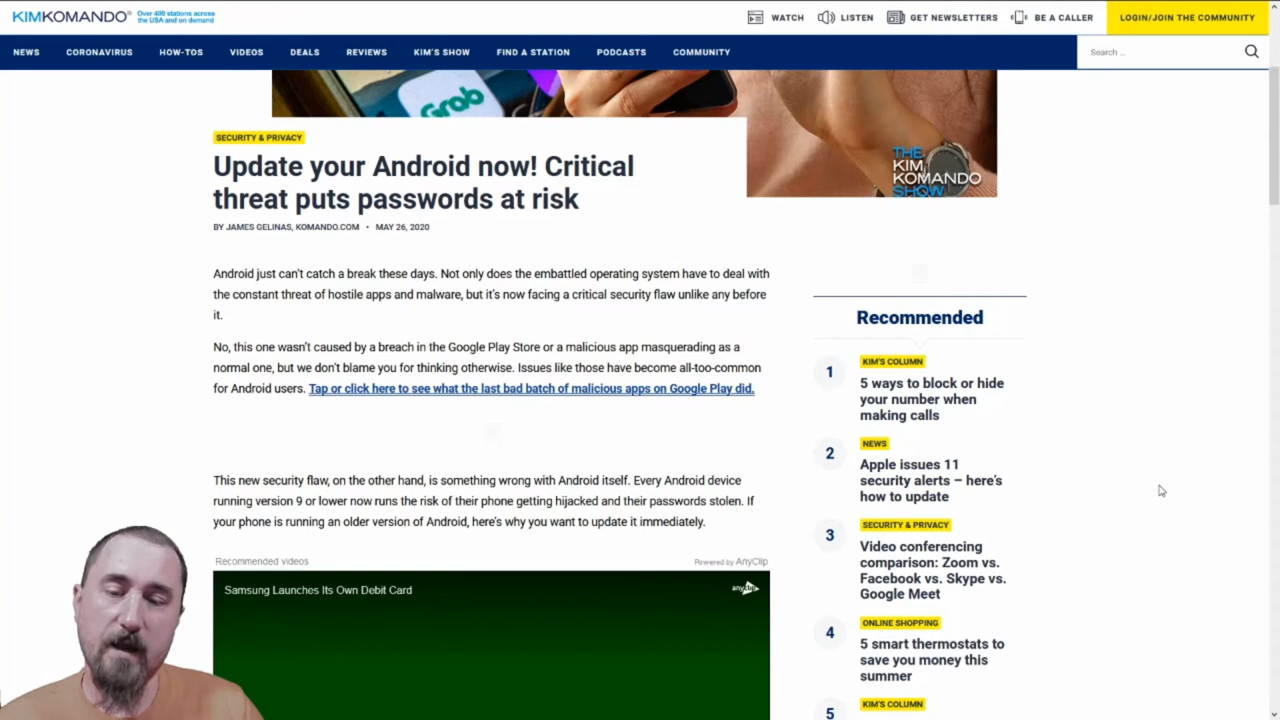 KIMKOMANDO®
Over 400 stations across
the USA and on demand
WATCH
LISTEN
GET NEWSLETTERS
BE A CALLER
LOGIN/JOIN THE COMMUNITY
NEWS
CORONAVIRUS
HOW-TOS
VIDEOS
DEALS
REVIEWS
KIM'S SHOW
FIND A STATION
PODCASTS
COMMUNITY
Search ...
Grab
THE
KIM
KOMANDO
SHOW
SECURITY & PRIVACY
Update your Android now! Critical
threat puts passwords at risk
BY JAMES GELINAS, KOMANDO.COM • MAY 26, 2020
Android just can't catch a break these days. Not only does the embattled operating system have to deal with
the constant threat of hostile apps and malware, but it's now facing a critical security flaw unlike any before
it.
No, this one wasn't caused by a breach in the Google Play Store or a malicious app masquerading as a
normal one, but we don't blame you for thinking otherwise. Issues like those have become all-too-common
for Android users. Tap or click here to see what the last bad batch of malicious apps on Google Play did.
This new security flaw, on the other hand, is something wrong with Android itself. Every Android device
running version 9 or lower now runs the risk of their phone getting hijacked and their passwords stolen. If
your phone is running an older version of Android, here's why you want to update it immediately.
Recommended videos
Powered by AnyClip
Samsung Launches Its Own Debit Card
anyclip
Recommended
1
KIM'S COLUMN
5 ways to block or hide
your number when
making calls
2
NEWS
Apple issues 11
security alerts – here's
how to update
3
SECURITY & PRIVACY
Video conferencing
comparison: Zoom vs.
Facebook vs. Skype vs.
Google Meet
4
ONLINE SHOPPING
5 smart thermostats to
save you money this
summer
5
KIM'S COLUMN